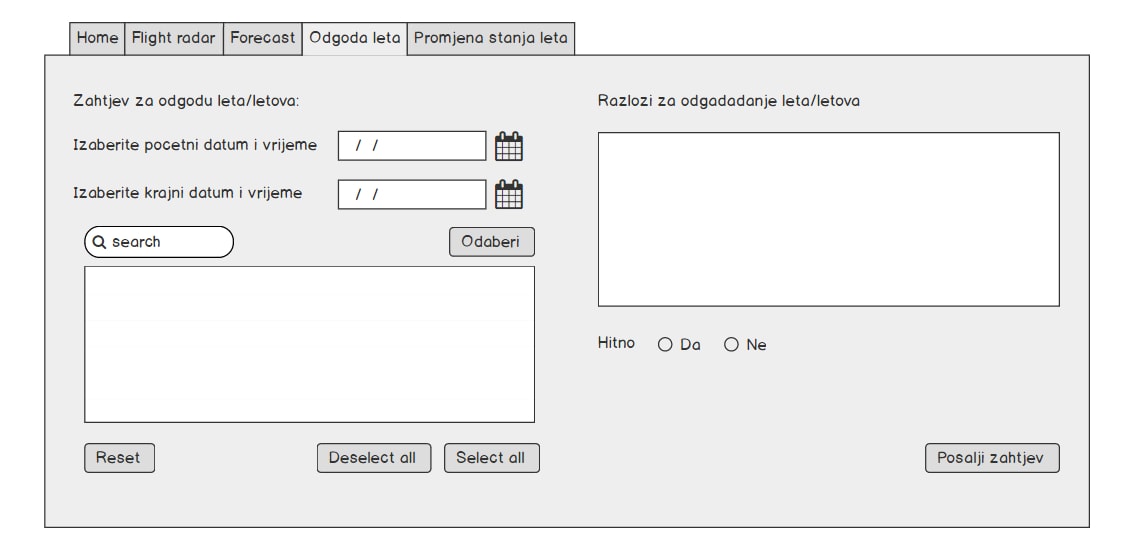 Home Flight radar Forecast Odgoda leta Promjena stanja leta
Zahtjev za odgodu leta/letova:
Izaberite pocetni datum i vrijeme / /
Izaberite krajni datum i vrijeme / /
search
Odaberi
Reset
Deselect all
Select all
Razlozi za odgadadanje leta/letova
Hitno Da Ne
Posalji zahtjev